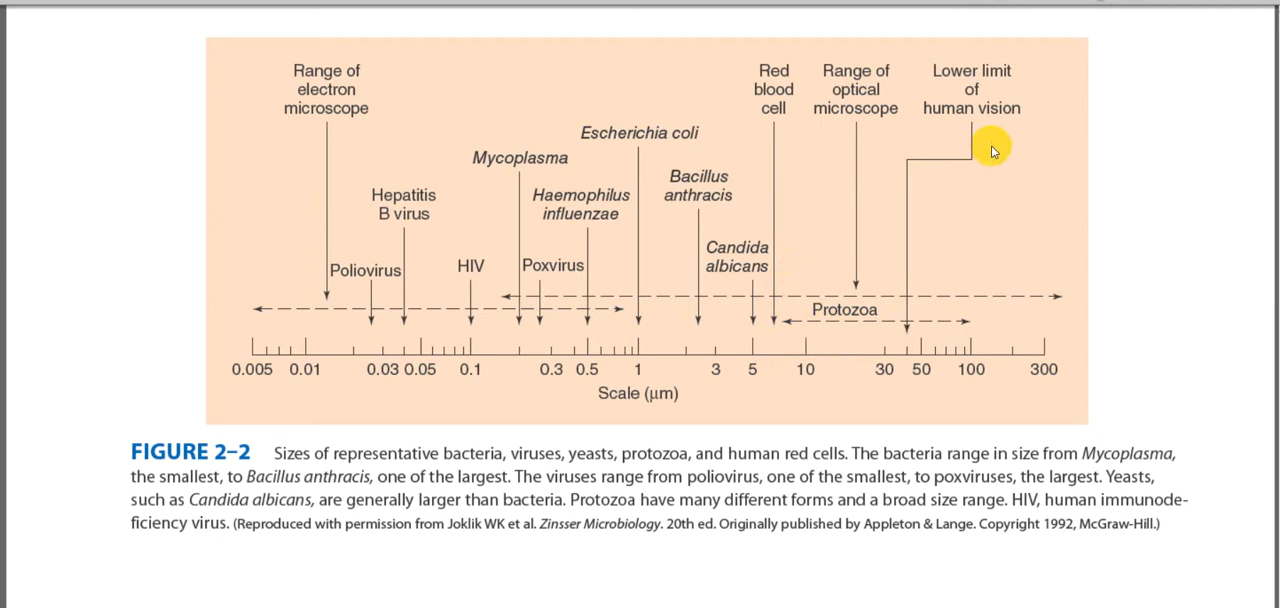 Range of
electron
microscope
Red
blood
cell
Range of
optical
microscope
Lower limit
of
human vision
Escherichia coli
Mycoplasma
Hepatitis
B virus
Haemophilus
influenzae
Bacillus
anthracis
Poliovirus
HIV
Poxvirus
Candida
albicans
Protozoa
0.005 0.01 0.03 0.05 0.1 0.3 0.5 1 3 5 10 30 50 100 300
Scale (μm)
FIGURE 2–2 Sizes of representative bacteria, viruses, yeasts, protozoa, and human red cells. The bacteria range in size from Mycoplasma,
the smallest, to Bacillus anthracis, one of the largest. The viruses range from poliovirus, one of the smallest, to poxviruses, the largest. Yeasts,
such as Candida albicans, are generally larger than bacteria. Protozoa have many different forms and a broad size range. HIV, human immunode-
ficiency virus. (Reproduced with permission from Joklik WK et al. Zinsser Microbiology. 20th ed. Originally published by Appleton & Lange. Copyright 1992, McGraw-Hill.)